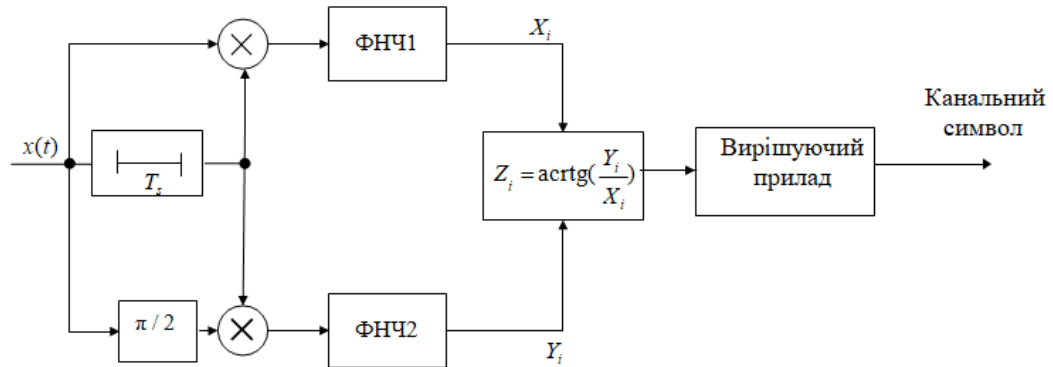 ФНЧ1
X_i
Канальний
символ
x(t)
T_s
Z_i = acrtg(Y_i/X_i)
Вирішуючий
прилад
π / 2
ФНЧ2
Y_i